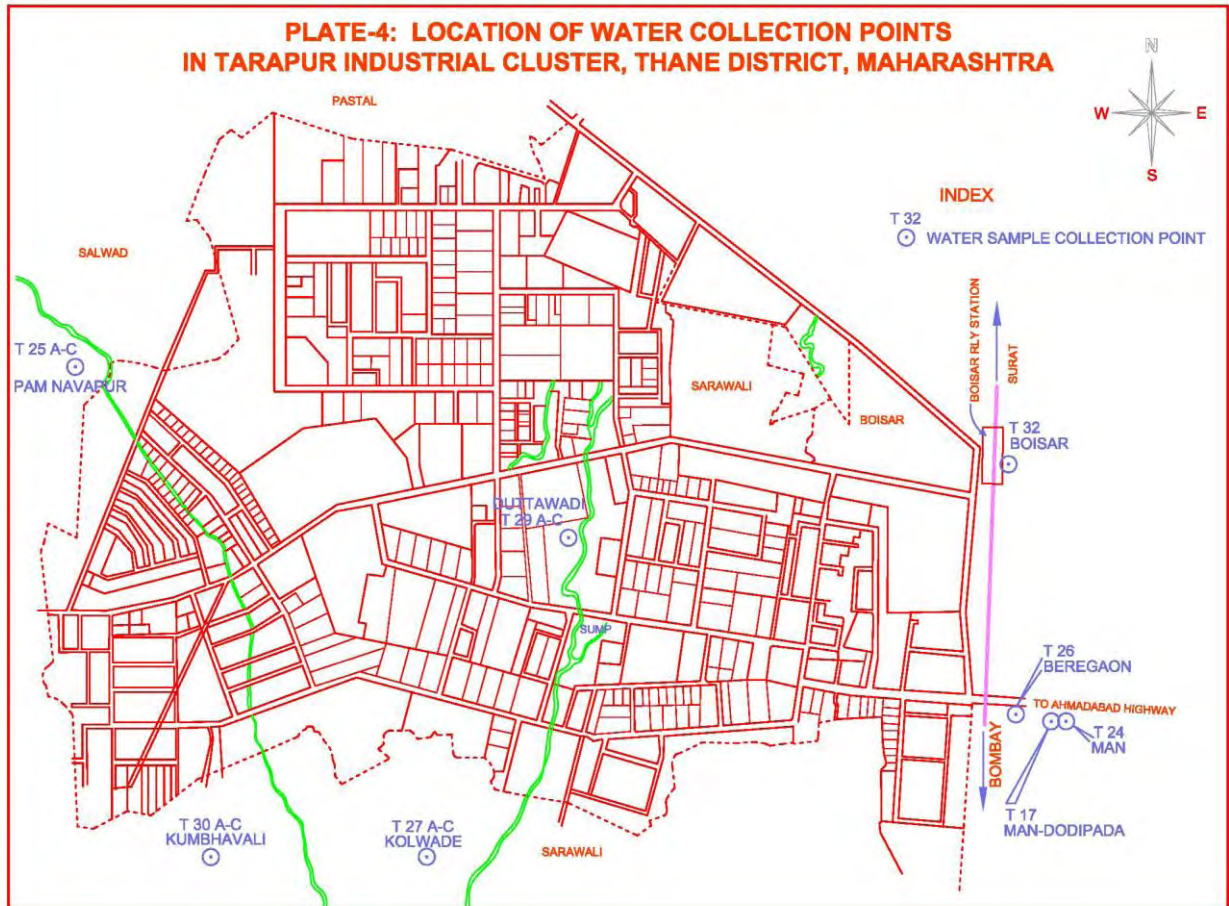 PLATE-4: LOCATION OF WATER COLLECTION POINTS
IN TARAPUR INDUSTRIAL CLUSTER, THANE DISTRICT, MAHARASHTRA
N
W
E
S
PASTAL
INDEX
T 32
WATER SAMPLE COLLECTION POINT
SALWAD
BOISAR RLY STATION
SURAT
T 25 A-C
PAM NAVAPUR
SARAWALI
BOISAR
T 32
BOISAR
DUTTAWADI
T 29 A-C
SUMP
T 26
BEREGAON
TO AHMADABAD HIGHWAY
T 24
MAN
BOMBAY
T 17
MAN-DODIPADA
T 30 A-C
KUMBHAVALI
T 27 A-C
KOLWADE
SARAWALI